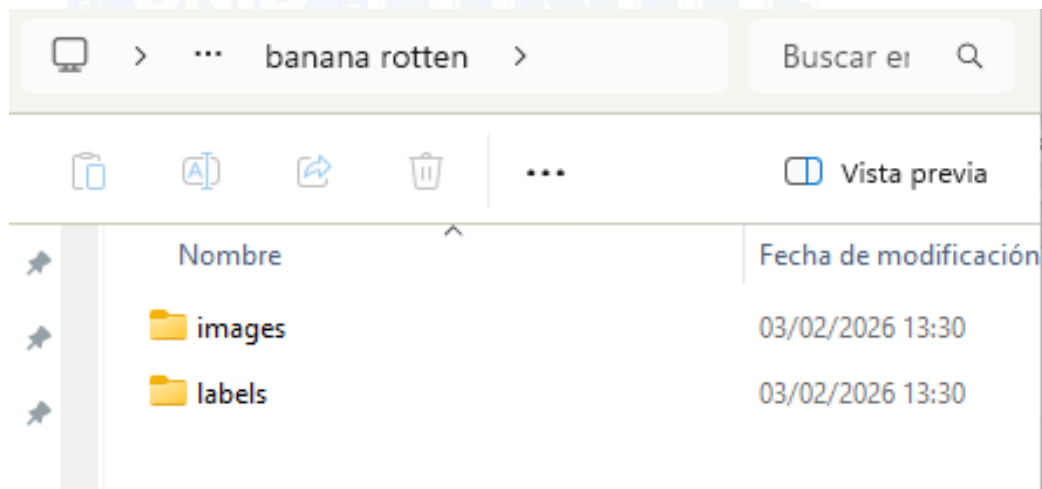 > ... banana rotten > Buscar er
A ... Vista previa
Nombre Fecha de modificación
images 03/02/2026 13:30
labels 03/02/2026 13:30